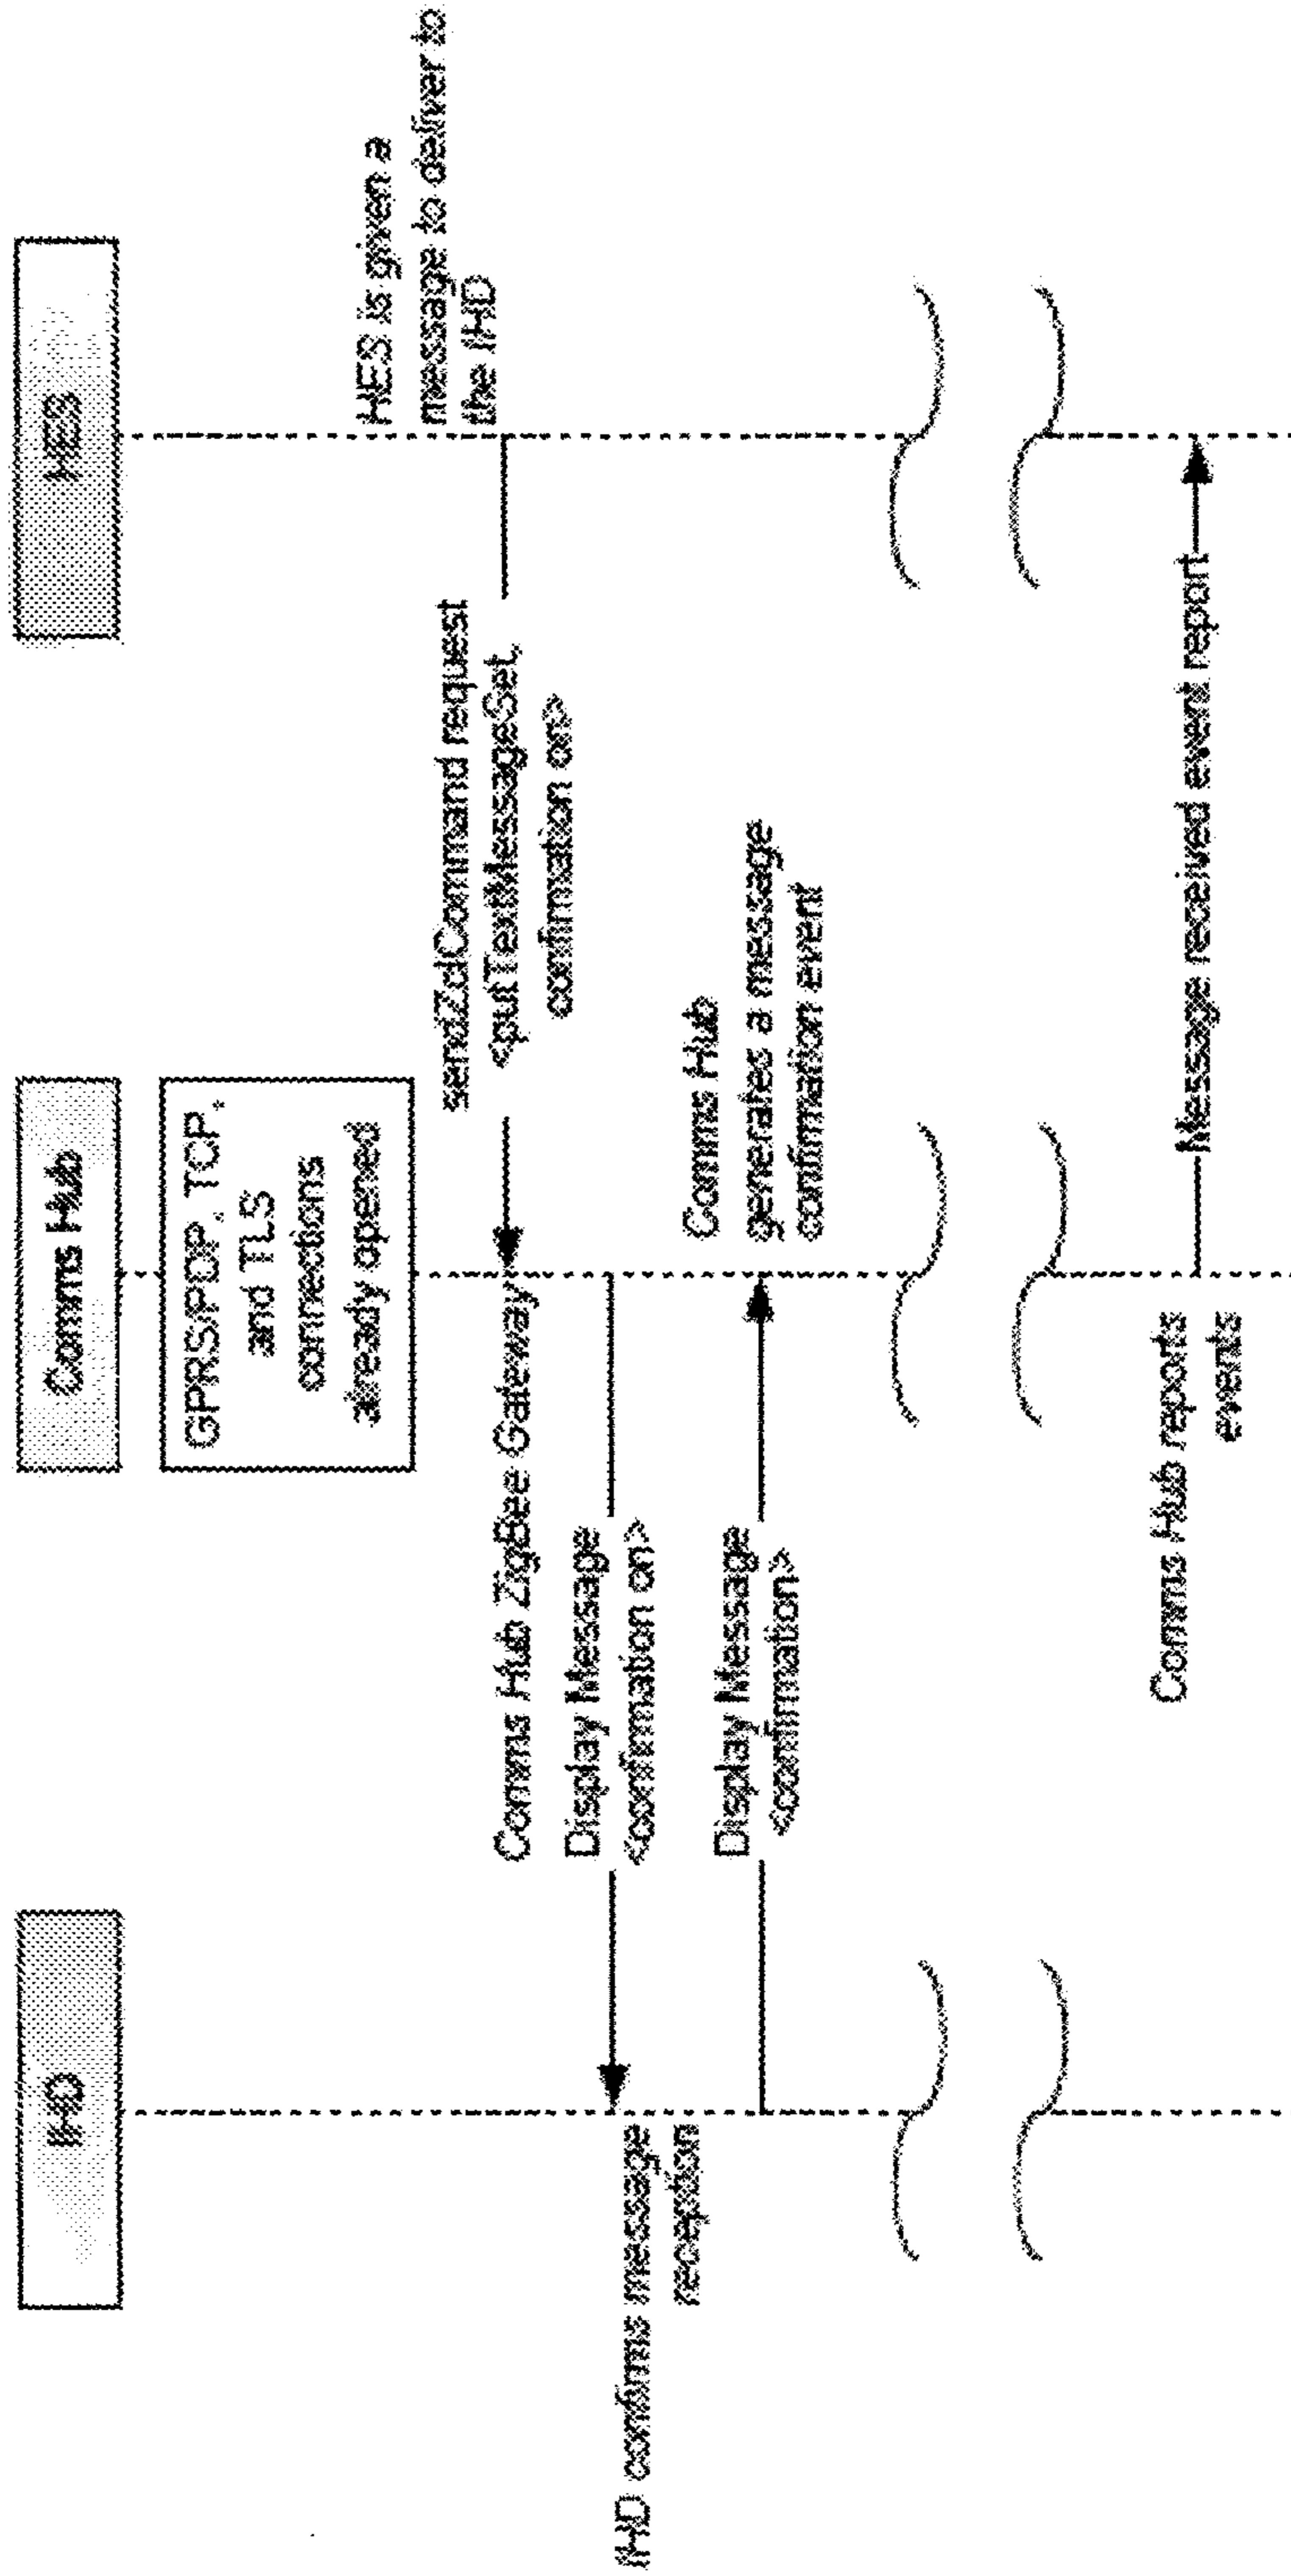 IHD
Comms Hub
HES
GPRS/PDP, TCP,
and TLS
connections
already opened
HES is given a
message to deliver to
the IHD
sendZclCommand request
<putTextMessageSet,
confirmation on>
Comms Hub ZigBee Gateway
Display Message
<confirmation on>
IHD confirms message
reception
Display Message
<confirmation>
Comms Hub
generates a message
confirmation event
Comms Hub reports
events
Message received event report